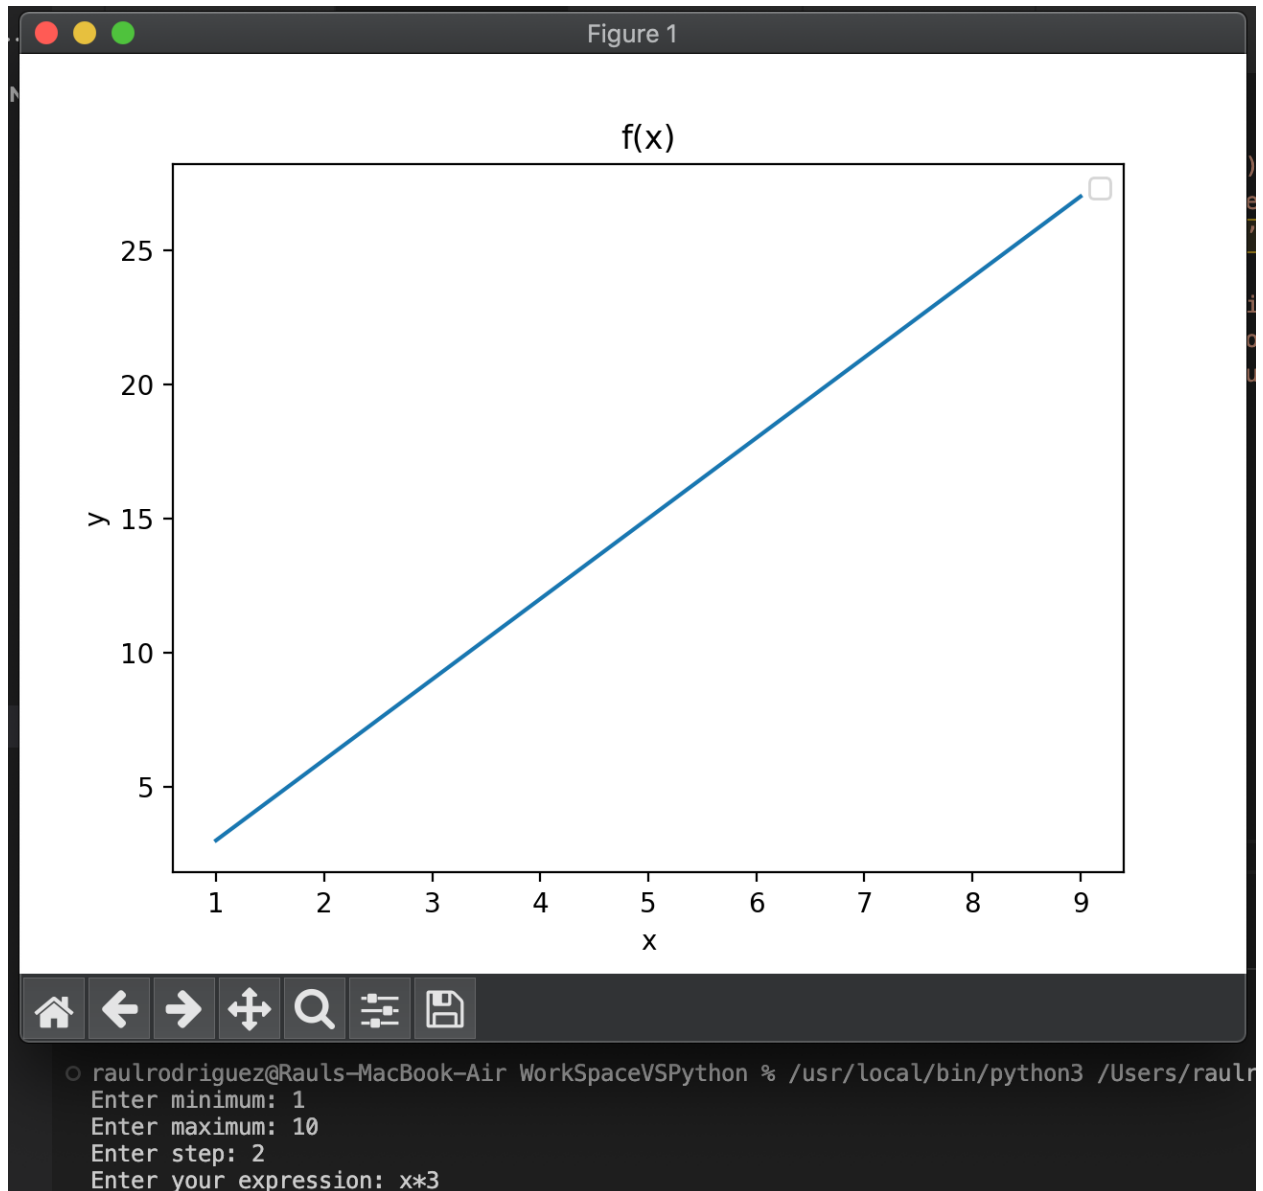 Figure 1
f(x)
25
20
15
10
5
y
1 2 3 4 5 6 7 8 9
x
raulrodriguez@Rauls-MacBook-Air WorkSpaceVSPython % /usr/local/bin/python3 /Users/raulr
Enter minimum: 1
Enter maximum: 10
Enter step: 2
Enter your expression: x*3